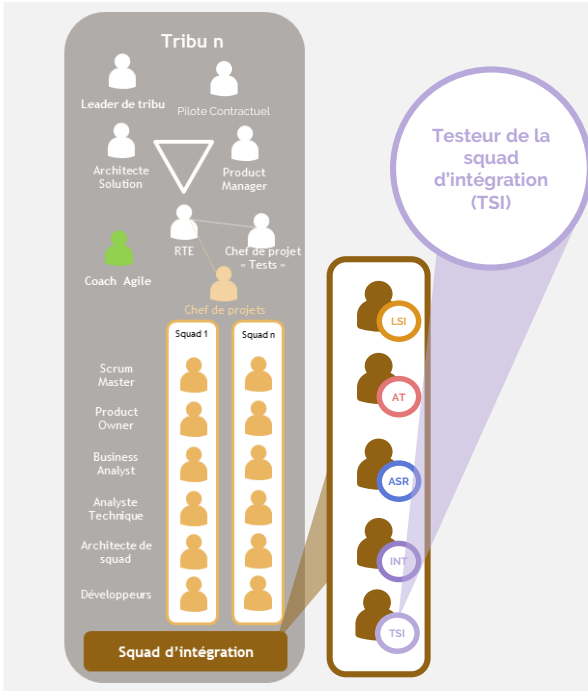 Tribu n
Leader de tribu
Pilote Contractuel
Architecte
Solution
Product
Manager
RTE
Chef de projet
« Tests »
Coach Agile
Chef de projets
Squad 1
Squad n
Scrum
Master
Product
Owner
Business
Analyst
Analyste
Technique
Architecte de
squad
Développeurs
Squad d’intégration
Testeur de la
squad
d’intégration
(TSI)
LSI
AT
ASR
INT
TSI